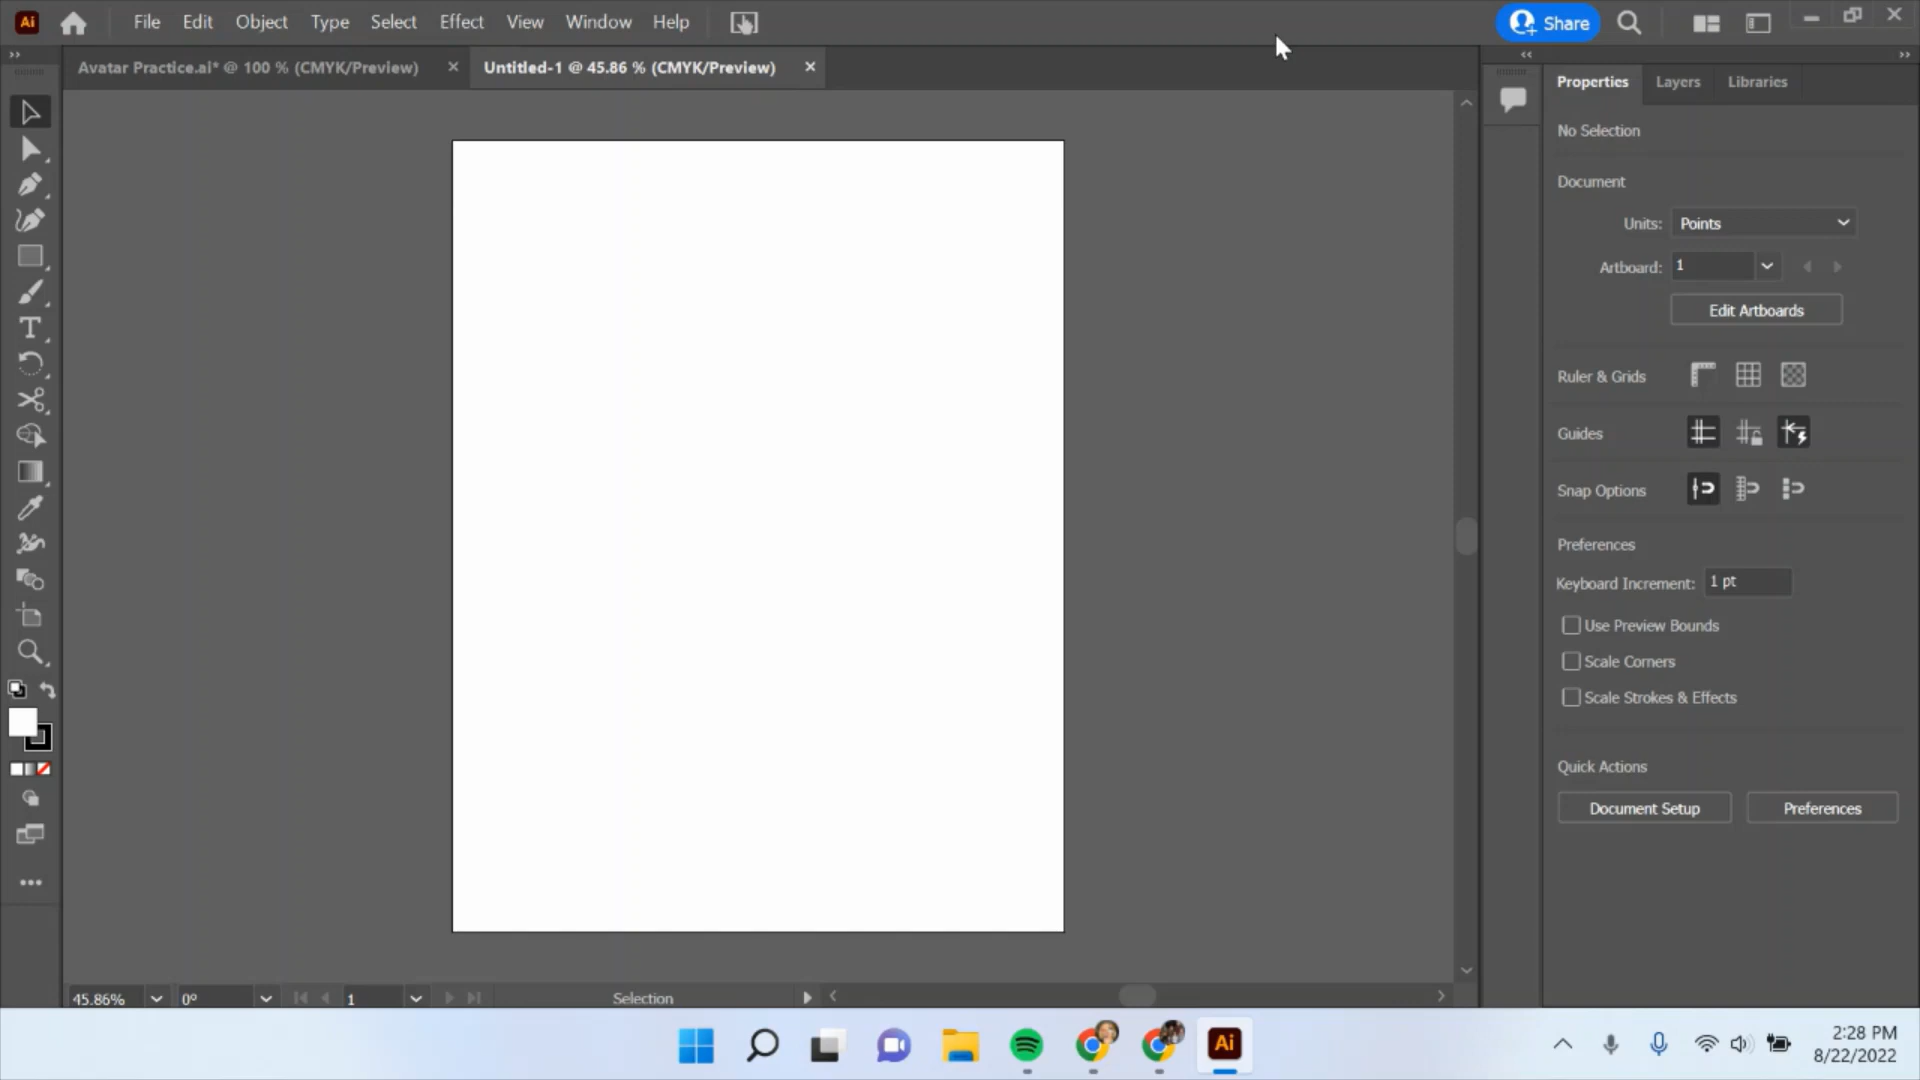 Ai File Edit Object Type Select Effect View Window Help Share
Avatar Practice.ai* @ 100 % (CMYK/Preview) Untitled-1 @ 45.86 % (CMYK/Preview)
Properties Layers Libraries
No Selection
Document
Units: Points
Artboard: 1
Edit Artboards
Ruler & Grids
Guides
Snap Options
Preferences
Keyboard Increment: 1 pt
Use Preview Bounds
Scale Corners
Scale Strokes & Effects
Quick Actions
Document Setup Preferences
45.86% 0° 1 Selection
Ai
2:28 PM
8/22/2022